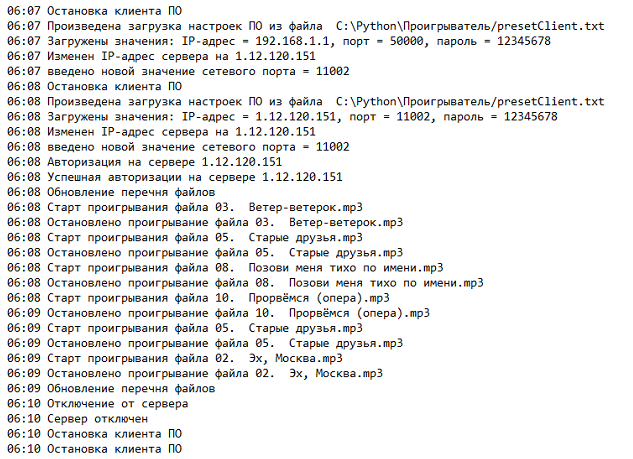 06:07 Остановка клиента ПО
06:07 Произведена загрузка настроек ПО из файла  C:\Python\Проигрыватель/presetClient.txt
06:07 Загружены значения: IP-адрес = 192.168.1.1, порт = 50000, пароль = 12345678
06:07 Изменен IP-адрес сервера на 1.12.120.151
06:07 введено новой значение сетевого порта = 11002
06:08 Остановка клиента ПО
06:08 Произведена загрузка настроек ПО из файла  C:\Python\Проигрыватель/presetClient.txt
06:08 Загружены значения: IP-адрес = 1.12.120.151, порт = 11002, пароль = 12345678
06:08 Изменен IP-адрес сервера на 1.12.120.151
06:08 введено новой значение сетевого порта = 11002
06:08 Авторизация на сервере 1.12.120.151
06:08 Успешная авторизации на сервере 1.12.120.151
06:08 Обновление перечня файлов
06:08 Старт проигрывания файла 03.  Ветер-ветерок.mp3
06:08 Остановлено проигрывание файла 03.  Ветер-ветерок.mp3
06:08 Старт проигрывания файла 05.  Старые друзья.mp3
06:08 Остановлено проигрывание файла 05.  Старые друзья.mp3
06:08 Старт проигрывания файла 08.  Позови меня тихо по имени.mp3
06:08 Остановлено проигрывание файла 08.  Позови меня тихо по имени.mp3
06:08 Старт проигрывания файла 10.  Прорвёмся (опера).mp3
06:09 Остановлено проигрывание файла 10.  Прорвёмся (опера).mp3
06:09 Старт проигрывания файла 05.  Старые друзья.mp3
06:09 Остановлено проигрывание файла 05.  Старые друзья.mp3
06:09 Старт проигрывания файла 02.  Эх, Москва.mp3
06:09 Остановлено проигрывание файла 02.  Эх, Москва.mp3
06:09 Обновление перечня файлов
06:10 Отключение от сервера
06:10 Сервер отключен
06:10 Остановка клиента ПО
06:10 Остановка клиента ПО